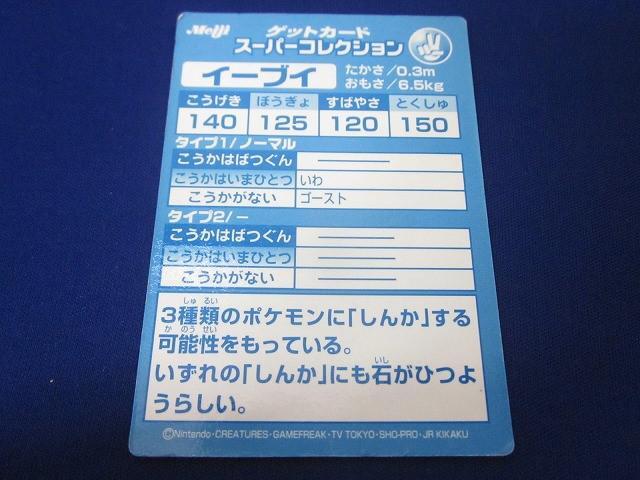 Meiji
ゲットカード
スーパーコレクション
イーブイ
たかさ/0.3m
おもさ/6.5kg
こうげき ぼうぎょ すばやさ とくしゅ
140 125 120 150
タイプ1/ノーマル
こうかはばつぐん ―――
こうかはいまひとつ いわ
こうかがない ゴースト
タイプ2/ー
こうかはばつぐん ―――
こうかはいまひとつ ―――
こうかがない ―――
しゅ るい
3種類のポケモンに「しんか」する
か のう せい
可能性をもっている。
いし
いずれの「しんか」にも石がひつよ
うらしい。
©Nintendo・CREATURES・GAMEFREAK・TV TOKYO・SHO-PRO・JR KIKAKU